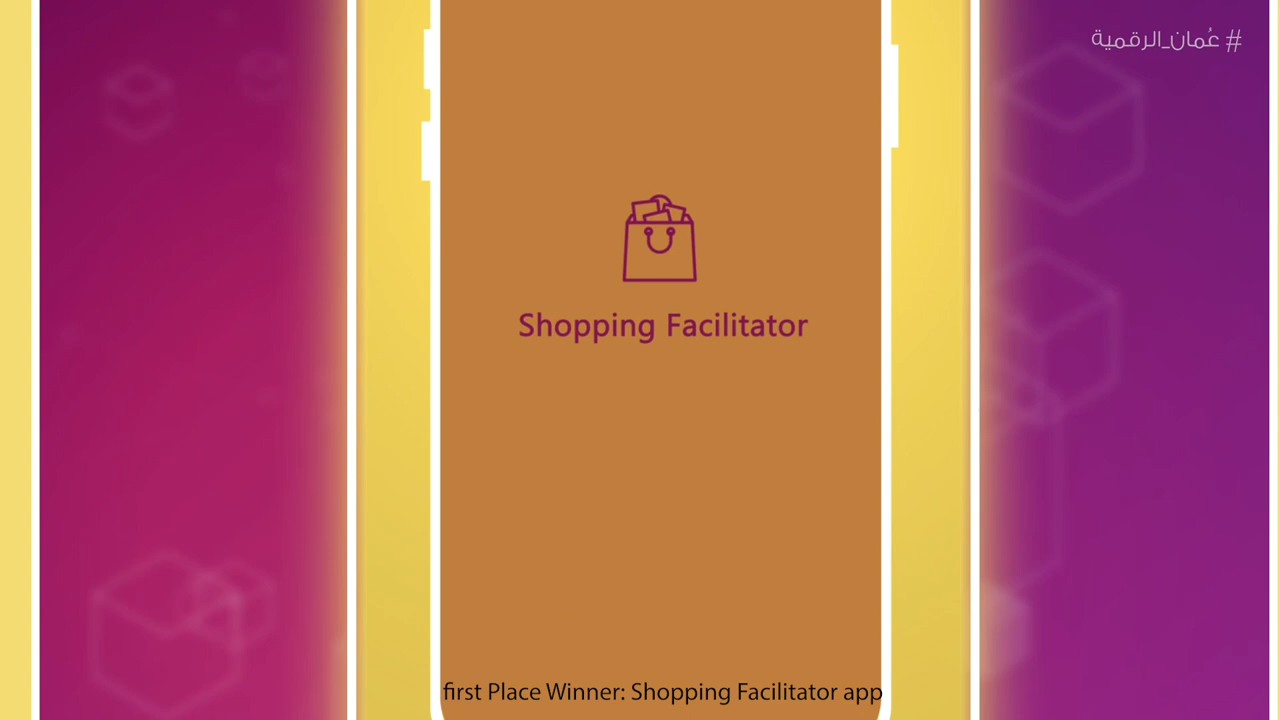 # عُمان_الرقمية
Shopping Facilitator
first Place Winner: Shopping Facilitator app